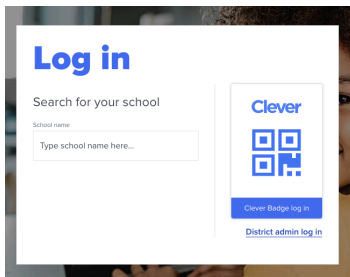 Log in
Search for your school
School name
Type school name here...
Clever
Clever Badge log in
District admin log in